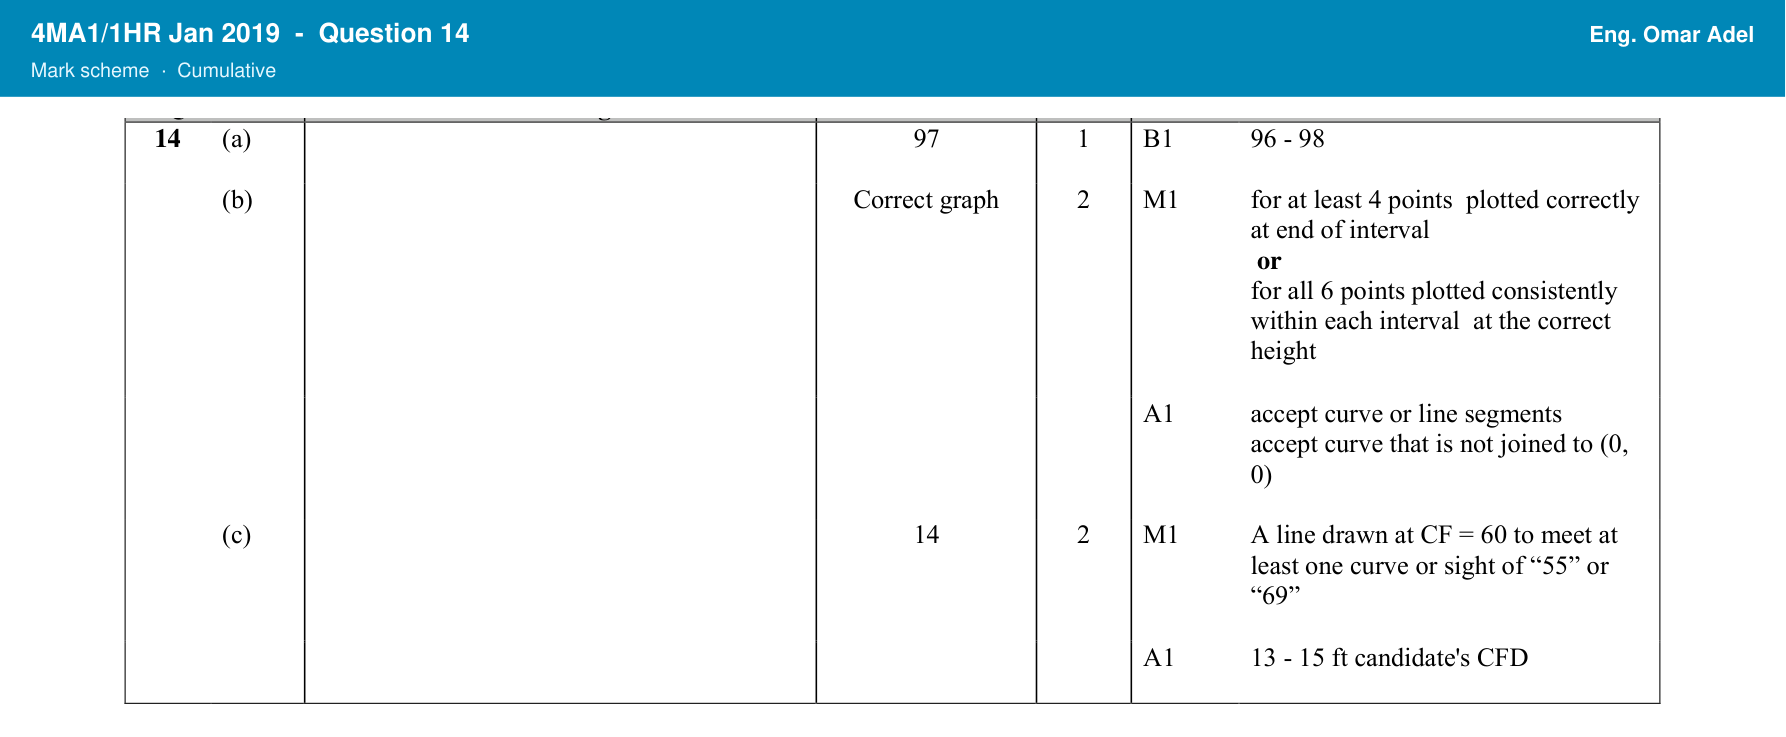 4MA1/1HR Jan 2019 - Question 14
Eng. Omar Adel
Mark scheme · Cumulative
14 (a) 97 1 B1 96 - 98
(b) Correct graph 2 M1 for at least 4 points plotted correctly
at end of interval
or
for all 6 points plotted consistently
within each interval at the correct
height
A1 accept curve or line segments
accept curve that is not joined to (0,
0)
(c) 14 2 M1 A line drawn at CF = 60 to meet at
least one curve or sight of “55” or
“69”
A1 13 - 15 ft candidate's CFD